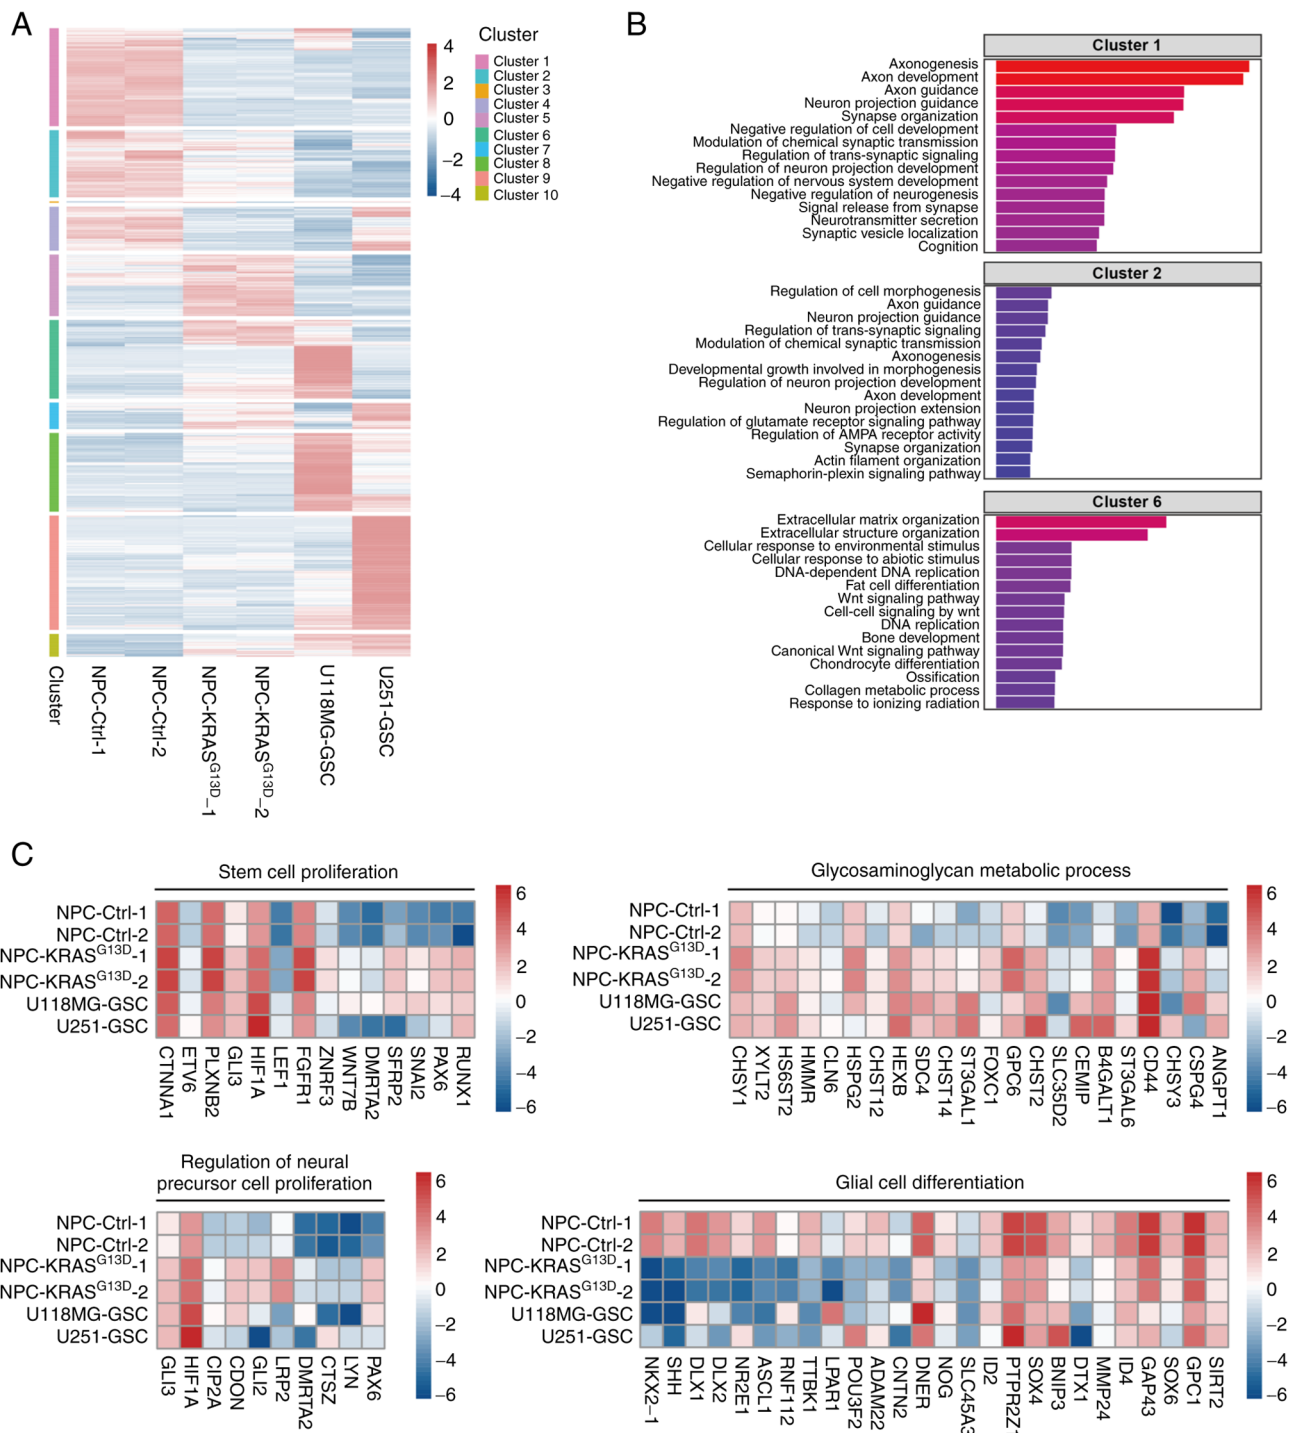 A
4
2
0
−2
−4
Cluster
Cluster 1
Cluster 2
Cluster 3
Cluster 4
Cluster 5
Cluster 6
Cluster 7
Cluster 8
Cluster 9
Cluster 10
Cluster
NPC-Ctrl-1
NPC-Ctrl-2
NPC-KRASG13D−1
NPC-KRASG13D−2
U118MG-GSC
U251-GSC
B
Cluster 1
Axonogenesis
Axon development
Axon guidance
Neuron projection guidance
Synapse organization
Negative regulation of cell development
Modulation of chemical synaptic transmission
Regulation of trans-synaptic signaling
Regulation of neuron projection development
Negative regulation of nervous system development
Negative regulation of neurogenesis
Signal release from synapse
Neurotransmitter secretion
Synaptic vesicle localization
Cognition
Cluster 2
Regulation of cell morphogenesis
Axon guidance
Neuron projection guidance
Regulation of trans-synaptic signaling
Modulation of chemical synaptic transmission
Axonogenesis
Developmental growth involved in morphogenesis
Regulation of neuron projection development
Axon development
Neuron projection extension
Regulation of glutamate receptor signaling pathway
Regulation of AMPA receptor activity
Synapse organization
Actin filament organization
Semaphorin-plexin signaling pathway
Cluster 6
Extracellular matrix organization
Extracellular structure organization
Cellular response to environmental stimulus
Cellular response to abiotic stimulus
DNA-dependent DNA replication
Fat cell differentiation
Wnt signaling pathway
Cell-cell signaling by wnt
DNA replication
Bone development
Canonical Wnt signaling pathway
Chondrocyte differentiation
Ossification
Collagen metabolic process
Response to ionizing radiation
C
Stem cell proliferation
NPC-Ctrl-1
NPC-Ctrl-2
NPC-KRASG13D-1
NPC-KRASG13D-2
U118MG-GSC
U251-GSC
CTNNA1
ETV6
PLXNB2
GLI3
HIF1A
LEF1
FGFR1
ZNRF3
WNT7B
DMRTA2
SFRP2
SNAI2
PAX6
RUNX1
6
4
2
0
−2
−4
−6
Glycosaminoglycan metabolic process
NPC-Ctrl-1
NPC-Ctrl-2
NPC-KRASG13D-1
NPC-KRASG13D-2
U118MG-GSC
U251-GSC
CHSY1
XYLT2
HS6ST2
HMMR
CLN6
HSPG2
CHST12
HEXB
SDC4
CHST14
ST3GAL1
FOXC1
GPC6
CHST2
SLC35D2
CEMIP
B4GALT1
ST3GAL6
CD44
CHSY3
CSPG4
ANGPT1
6
4
2
0
−2
−4
−6
Regulation of neural
precursor cell proliferation
NPC-Ctrl-1
NPC-Ctrl-2
NPC-KRASG13D-1
NPC-KRASG13D-2
U118MG-GSC
U251-GSC
GLI3
HIF1A
CIP2A
CDON
GLI2
LRP2
DMRTA2
CTSZ
LYN
PAX6
6
4
2
0
−2
−4
−6
Glial cell differentiation
NPC-Ctrl-1
NPC-Ctrl-2
NPC-KRASG13D-1
NPC-KRASG13D-2
U118MG-GSC
U251-GSC
NKX2−1
SHH
DLX1
DLX2
NR2E1
ASCL1
RNF112
TTBK1
LPAR1
POU3F2
ADAM22
CNTN2
DNER
NOG
SLC45A3
ID2
PTPRZ1
SOX4
BNIP3
DTX1
MMP24
ID4
GAP43
SOX6
GPC1
SIRT2
6
4
2
0
−2
−4
−6